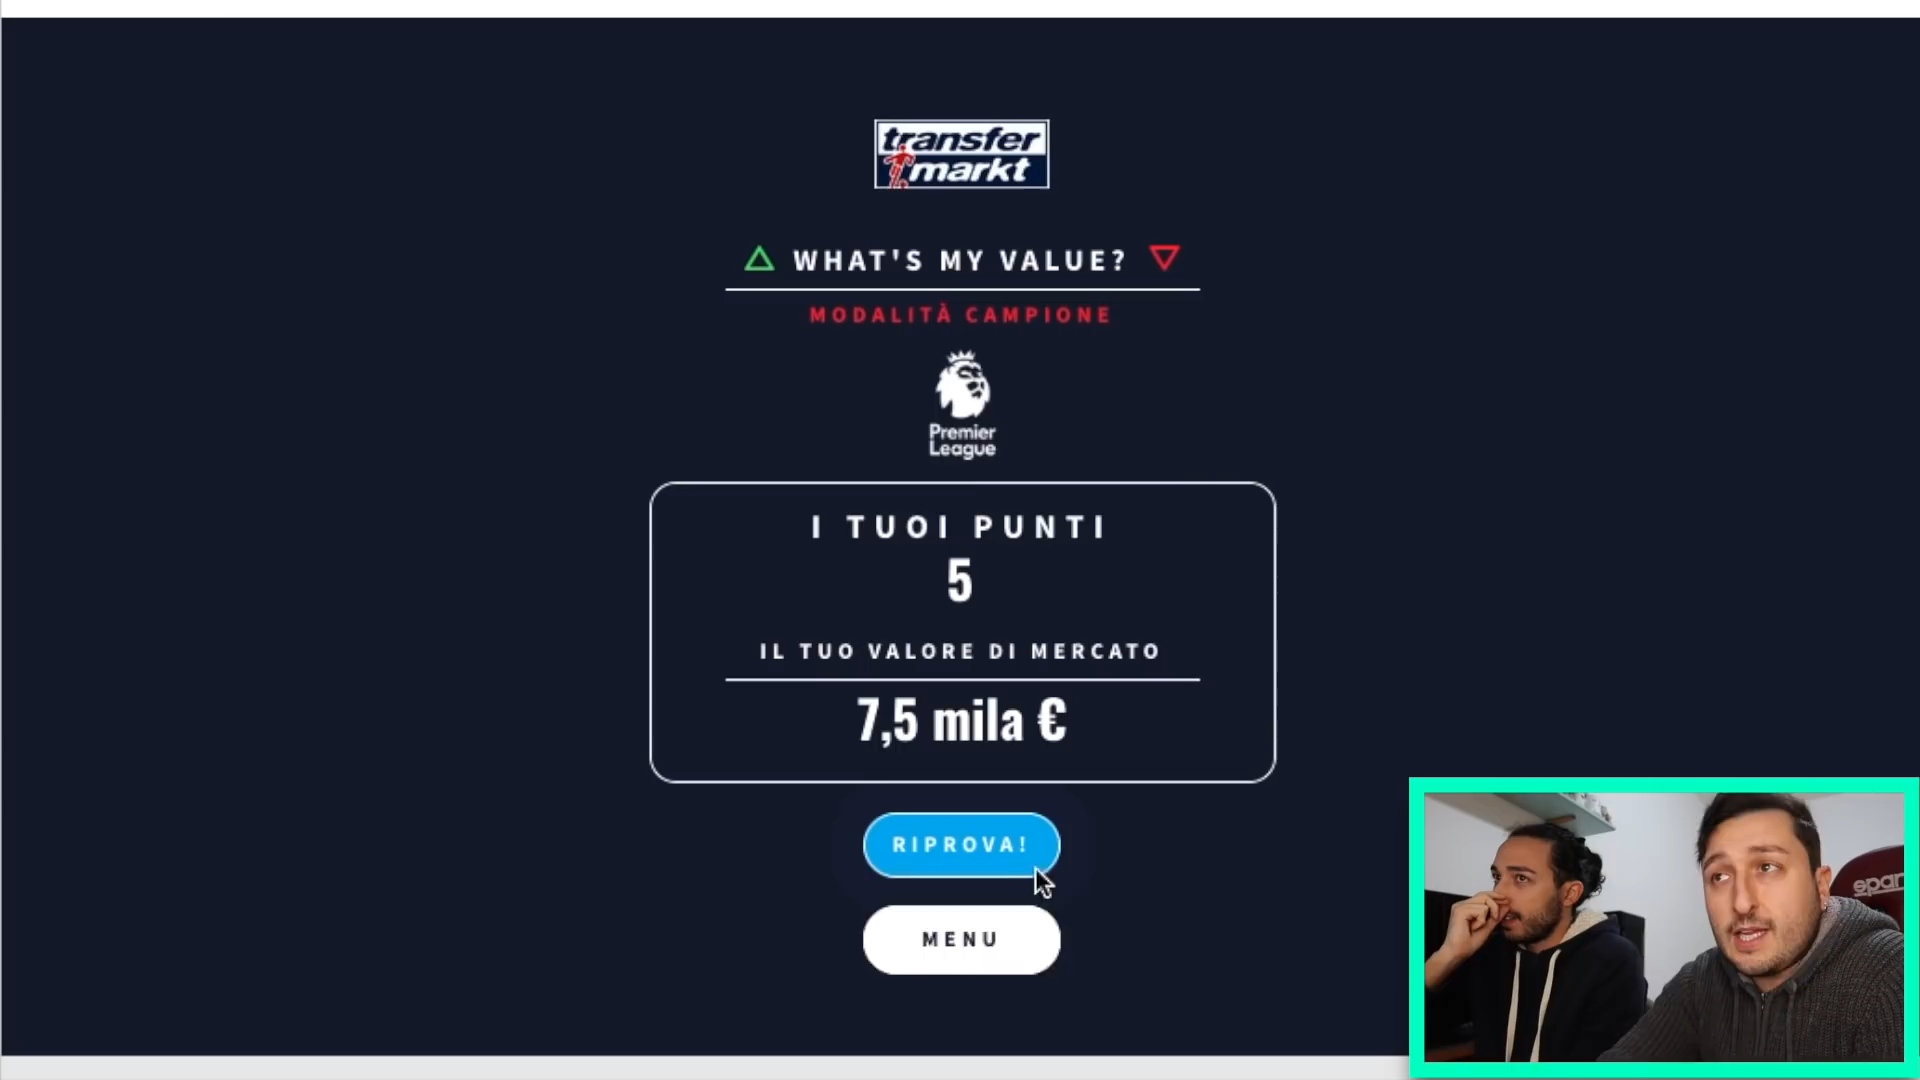 transfer
markt
WHAT'S MY VALUE?
MODALITÀ CAMPIONE
Premier
League
I TUOI PUNTI
5
IL TUO VALORE DI MERCATO
7,5 mila €
RIPROVA!
MENU